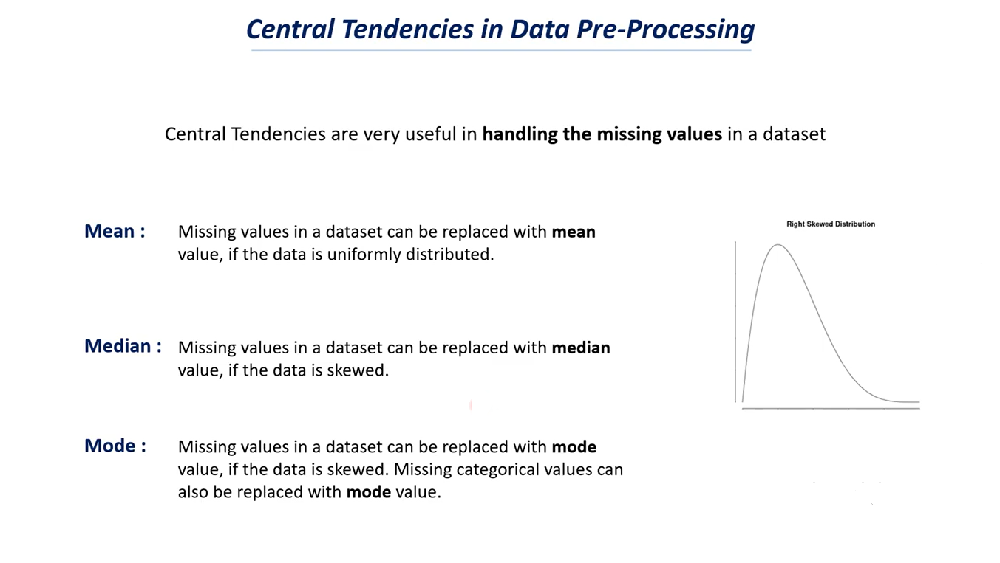 Central Tendencies in Data Pre-Processing
Central Tendencies are very useful in handling the missing values in a dataset
Mean :
Missing values in a dataset can be replaced with mean
value, if the data is uniformly distributed.
Median :
Missing values in a dataset can be replaced with median
value, if the data is skewed.
Mode :
Missing values in a dataset can be replaced with mode
value, if the data is skewed. Missing categorical values can
also be replaced with mode value.
Right Skewed Distribution